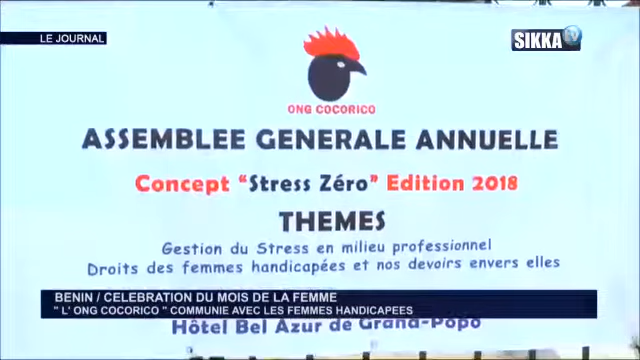 LE JOURNAL
SIKKA TV
ONG COCORICO
ASSEMBLEE GENERALE ANNUELLE
Concept "Stress Zéro" Edition 2018
THEMES
Gestion du Stress en milieu professionnel
Droits des femmes handicapées et nos devoirs envers elles
BENIN / CELEBRATION DU MOIS DE LA FEMME
" L' ONG COCORICO " COMMUNIE AVEC LES FEMMES HANDICAPEES
Hôtel Bel Azur de Grand-Popo